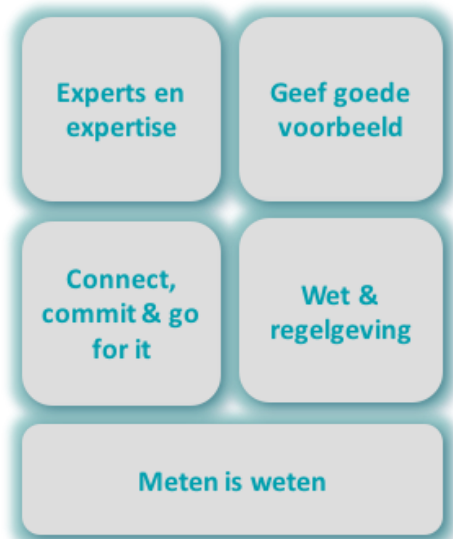 Experts en
expertise
Geef goede
voorbeeld
Connect,
commit & go
for it
Wet &
regelgeving
Meten is weten